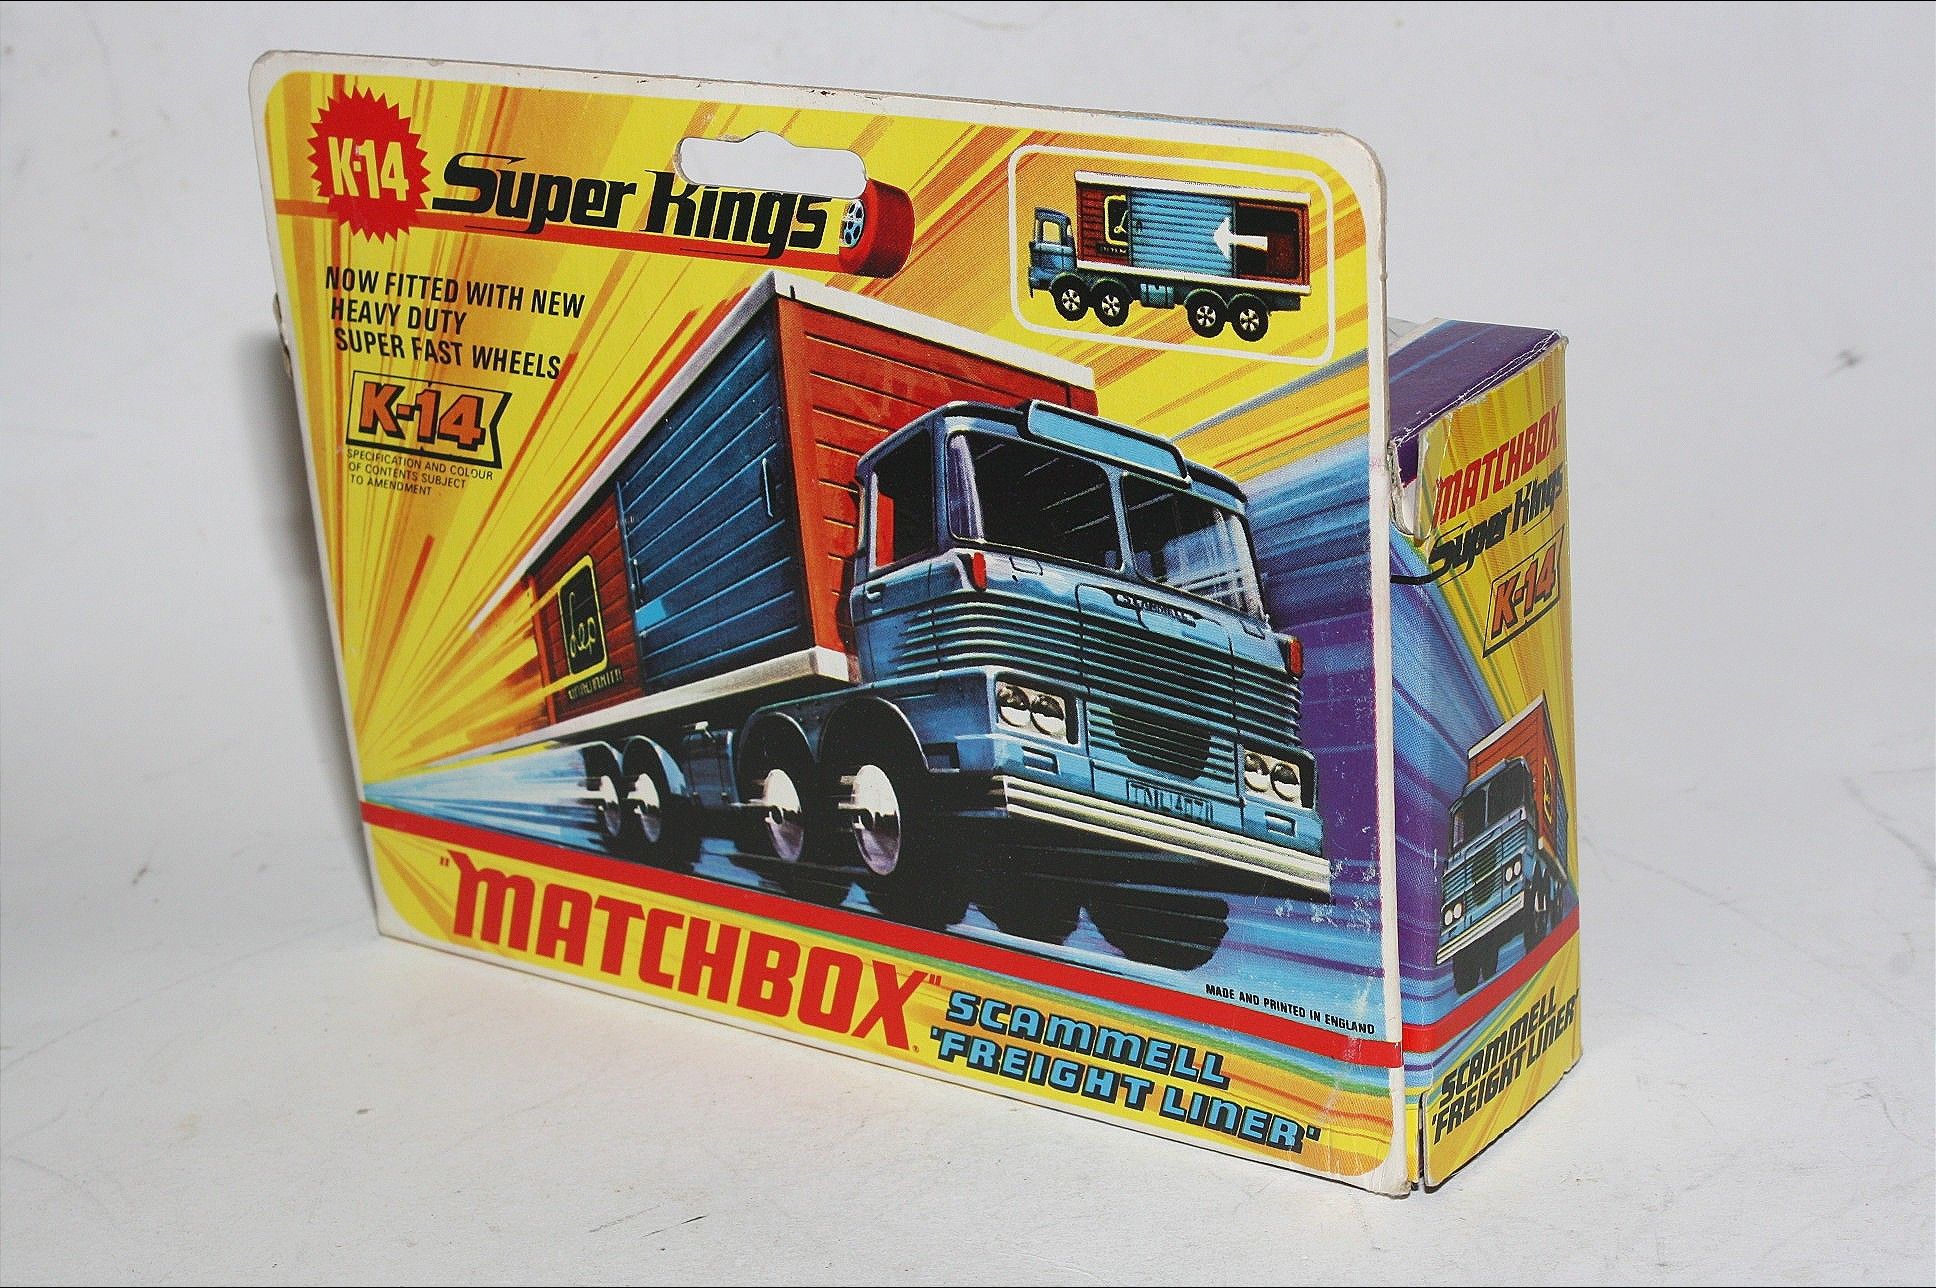 K-14
Super Kings
NOW FITTED WITH NEW
HEAVY DUTY
SUPER FAST WHEELS
K-14
SPECIFICATION AND COLOUR
OF CONTENTS SUBJECT
TO AMENDMENT
"MATCHBOX"
SCAMMELL
'FREIGHT LINER'
MADE AND PRINTED IN ENGLAND
MATCHBOX
Super Kings
K-14
SCAMMELL
'FREIGHT LINER'